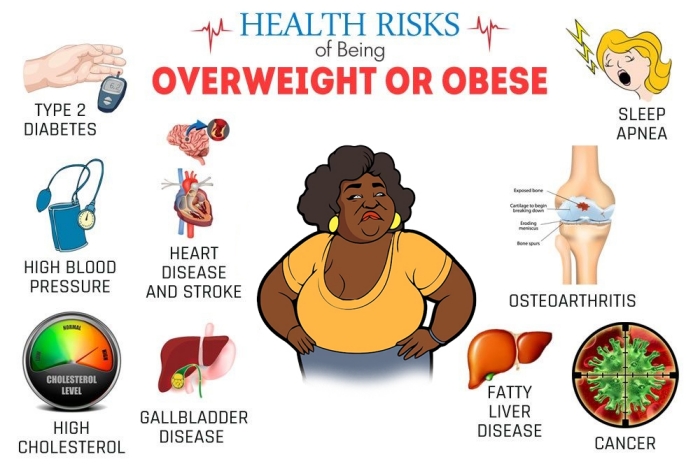 HEALTH RISKS
of Being
OVERWEIGHT OR OBESE
TYPE 2
DIABETES
SLEEP
APNEA
HIGH BLOOD
PRESSURE
HEART
DISEASE
AND STROKE
Exposed bone
Cartilage to begin
breaking down
Eroding
meniscus
Bone spurs
OSTEOARTHRITIS
LOW
NORMAL
HIGH
CHOLESTEROL
LEVEL
HIGH
CHOLESTEROL
GALLBLADDER
DISEASE
FATTY
LIVER
DISEASE
CANCER